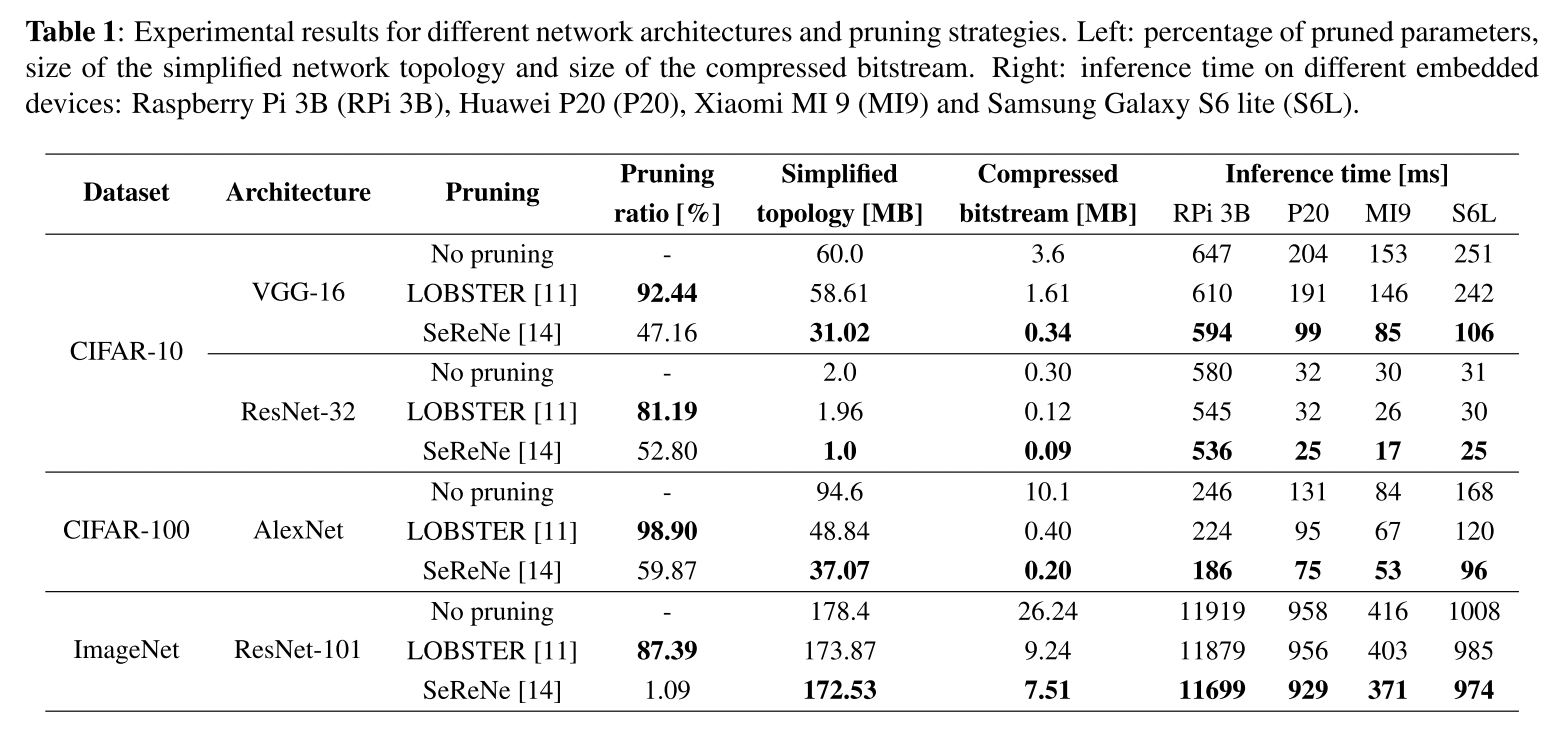 Table 1: Experimental results for different network architectures and pruning strategies. Left: percentage of pruned parameters,
size of the simplified network topology and size of the compressed bitstream. Right: inference time on different embedded
devices: Raspberry Pi 3B (RPi 3B), Huawei P20 (P20), Xiaomi MI 9 (MI9) and Samsung Galaxy S6 lite (S6L).
Dataset Architecture Pruning Pruning ratio [%] Simplified topology [MB] Compressed bitstream [MB] Inference time [ms]
RPi 3B P20 MI9 S6L
CIFAR-10 VGG-16 No pruning - 60.0 3.6 647 204 153 251
LOBSTER [11] 92.44 58.61 1.61 610 191 146 242
SeReNe [14] 47.16 31.02 0.34 594 99 85 106
ResNet-32 No pruning - 2.0 0.30 580 32 30 31
LOBSTER [11] 81.19 1.96 0.12 545 32 26 30
SeReNe [14] 52.80 1.0 0.09 536 25 17 25
CIFAR-100 AlexNet No pruning - 94.6 10.1 246 131 84 168
LOBSTER [11] 98.90 48.84 0.40 224 95 67 120
SeReNe [14] 59.87 37.07 0.20 186 75 53 96
ImageNet ResNet-101 No pruning - 178.4 26.24 11919 958 416 1008
LOBSTER [11] 87.39 173.87 9.24 11879 956 403 985
SeReNe [14] 1.09 172.53 7.51 11699 929 371 974